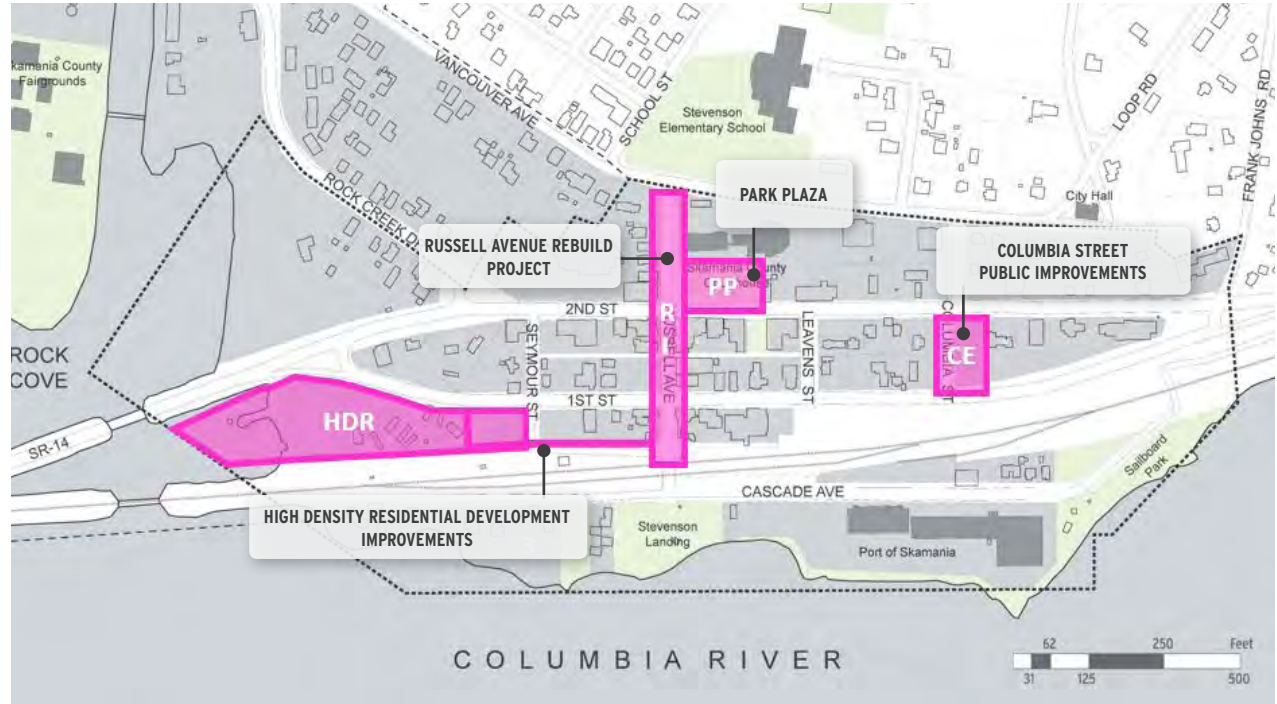 kamania County
Fairgrounds
VANCOUVER AVE
SCHOOL ST
Stevenson
Elementary School
LOOP RD
FRANK JOHNS RD
City Hall
ROCK CREEK D
PARK PLAZA
RUSSELL AVENUE REBUILD
PROJECT
COLUMBIA STREET
PUBLIC IMPROVEMENTS
Skamania County
PP
R
2ND ST
SEYMOUR ST
LEAVENS ST
COLUMBIA ST
CE
ROCK
COVE
HDR
1ST ST
SR-14
CASCADE AVE
Sailboard
Park
HIGH DENSITY RESIDENTIAL DEVELOPMENT
IMPROVEMENTS
Stevenson
Landing
Port of Skamania
COLUMBIA RIVER
62 250 Feet
31 125 500